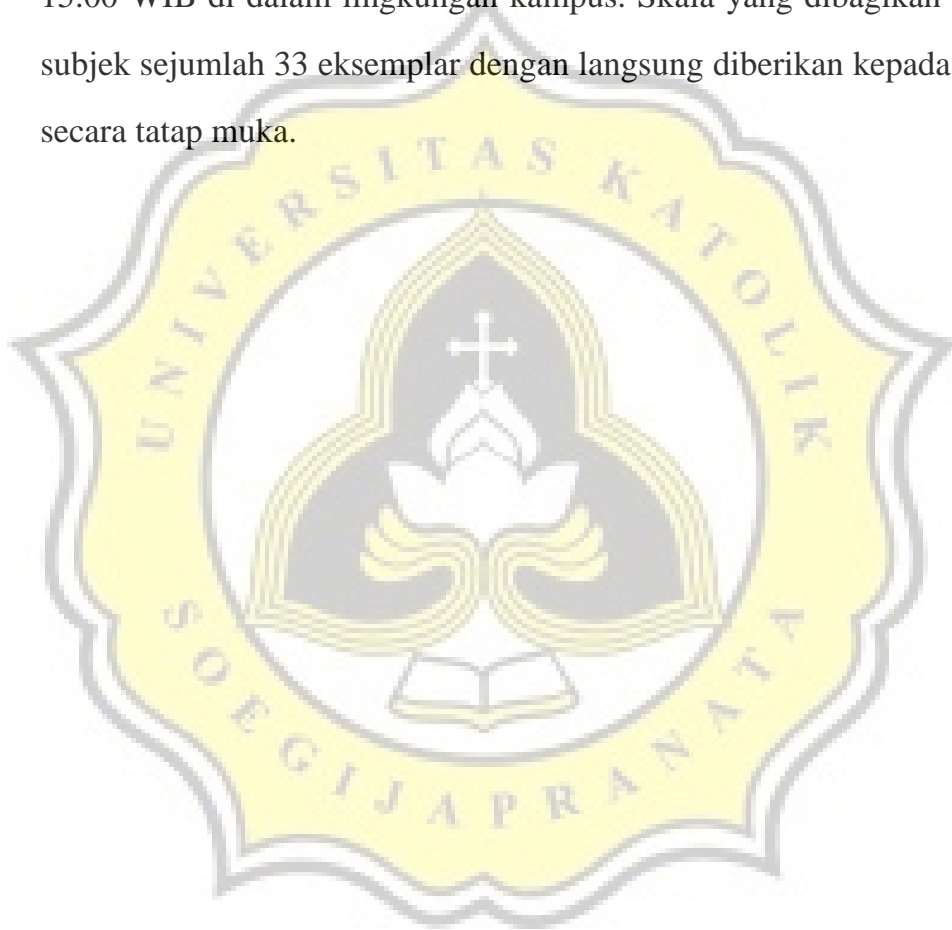 15.00 WIB di dalam lingkungan kampus. Skala yang dibagikan
subjek sejumlah 33 eksemplar dengan langsung diberikan kepada
secara tatap muka.
UNIVERSITAS KATOLIK
SOEGIJAPRANATA